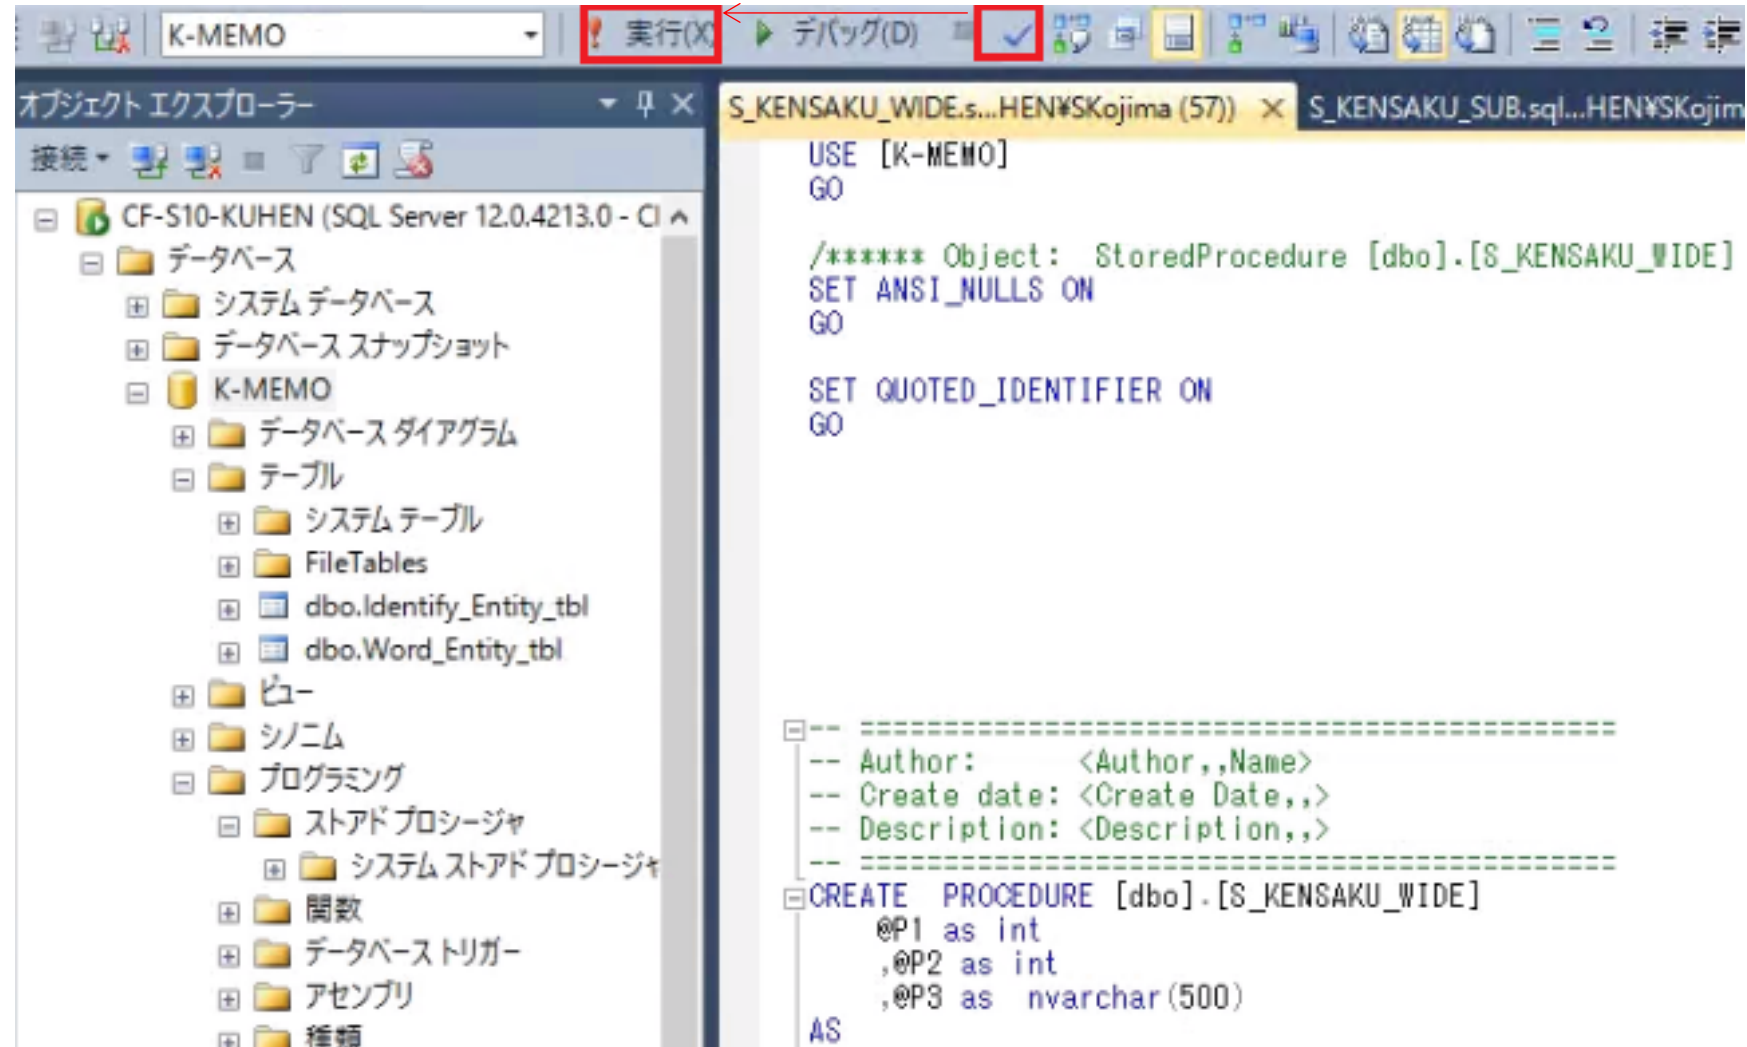 K-MEMO
実行(X)
デバッグ(D)
オブジェクト エクスプローラー
接続
CF-S10-KUHEN (SQL Server 12.0.4213.0 - Cl
データベース
システム データベース
データベース スナップショット
K-MEMO
データベース ダイアグラム
テーブル
システム テーブル
FileTables
dbo.Identify_Entity_tbl
dbo.Word_Entity_tbl
ビュー
シノニム
プログラミング
ストアド プロシージャ
システム ストアド プロシージャ
関数
データベース トリガー
アセンブリ
種類
S_KENSAKU_WIDE.s...HEN¥SKojima (57))
S_KENSAKU_SUB.sql...HEN¥SKojim
USE [K-MEMO]
GO
/****** Object:  StoredProcedure [dbo].[S_KENSAKU_WIDE]
SET ANSI_NULLS ON
GO
SET QUOTED_IDENTIFIER ON
GO
-- =============================================
-- Author:      <Author,,Name>
-- Create date: <Create Date,,>
-- Description: <Description,,>
-- =============================================
CREATE  PROCEDURE [dbo].[S_KENSAKU_WIDE]
@P1 as int
,@P2 as int
,@P3 as  nvarchar(500)
AS